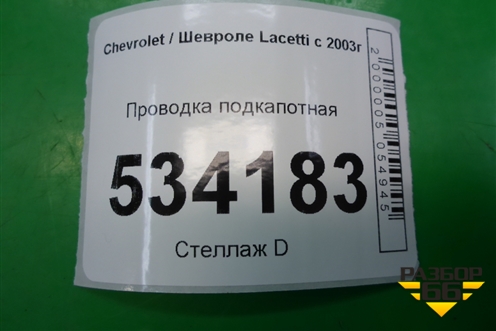 Chevrolet / Шевроле Lacetti с 2003г
Проводка подкапотная
534183
Стеллаж D
2000005054945
РАЗБОР
66